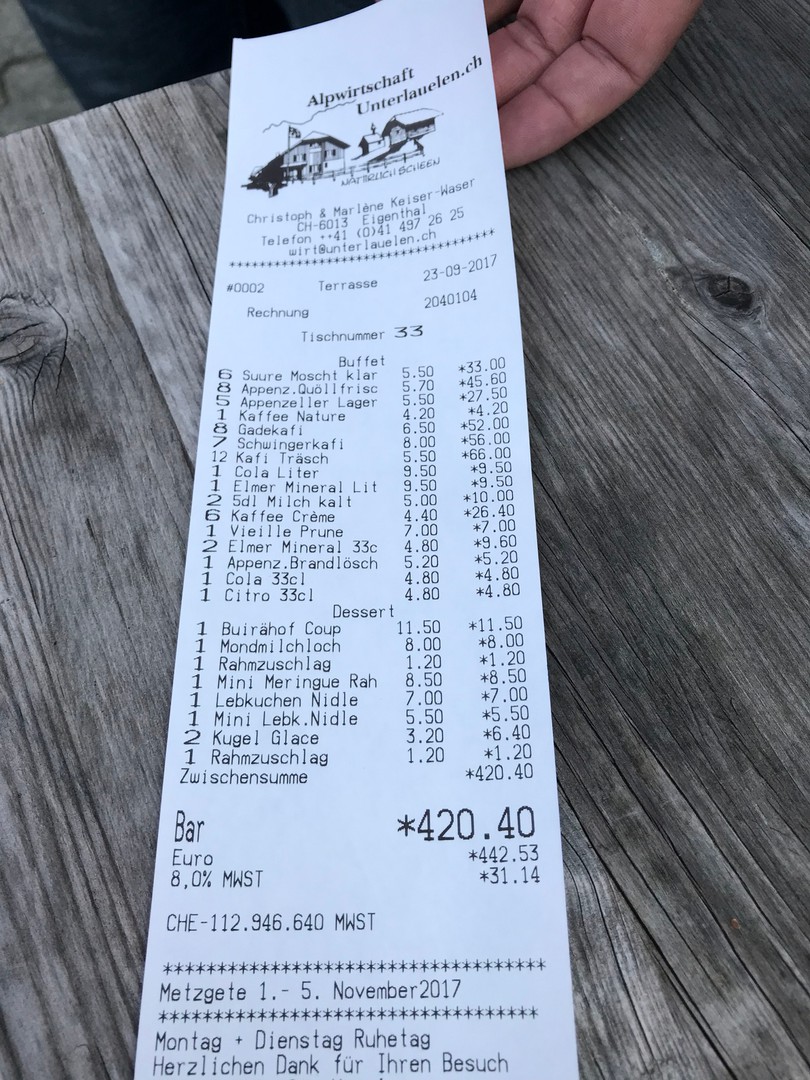 Alpwirtschaft
Unterlauelen.ch
NATÜRLICH SCHEEN
Christoph & Marlène Keiser-Waser
CH-6013 Eigenthal
Telefon ++41 (0)41 497 26 25
wirt@unterlauelen.ch
***********************************
#0002 Terrasse 23-09-2017
Rechnung 2040104
Tischnummer 33
Buffet
6 Suure Moscht klar 5.50 *33.00
8 Appenz.Quöllfrisc 5.70 *45.60
5 Appenzeller Lager 5.50 *27.50
1 Kaffee Nature 4.20 *4.20
8 Gadekafi 6.50 *52.00
7 Schwingerkafi 8.00 *56.00
12 Kafi Träsch 5.50 *66.00
1 Cola Liter 9.50 *9.50
1 Elmer Mineral Lit 9.50 *9.50
2 5dl Milch kalt 5.00 *10.00
6 Kaffee Crème 4.40 *26.40
1 Vieille Prune 7.00 *7.00
2 Elmer Mineral 33c 4.80 *9.60
1 Appenz.Brandlösch 5.20 *5.20
1 Cola 33cl 4.80 *4.80
1 Citro 33cl 4.80 *4.80
Dessert
1 Buirähof Coup 11.50 *11.50
1 Mondmilchloch 8.00 *8.00
1 Rahmzuschlag 1.20 *1.20
1 Mini Meringue Rah 8.50 *8.50
1 Lebkuchen Nidle 7.00 *7.00
1 Mini Lebk.Nidle 5.50 *5.50
2 Kugel Glace 3.20 *6.40
1 Rahmzuschlag 1.20 *1.20
Zwischensumme *420.40
Bar *420.40
Euro *442.53
8,0% MWST *31.14
CHE-112.946.640 MWST
***********************************
Metzgete 1.- 5. November2017
***********************************
Montag + Dienstag Ruhetag
Herzlichen Dank für Ihren Besuch